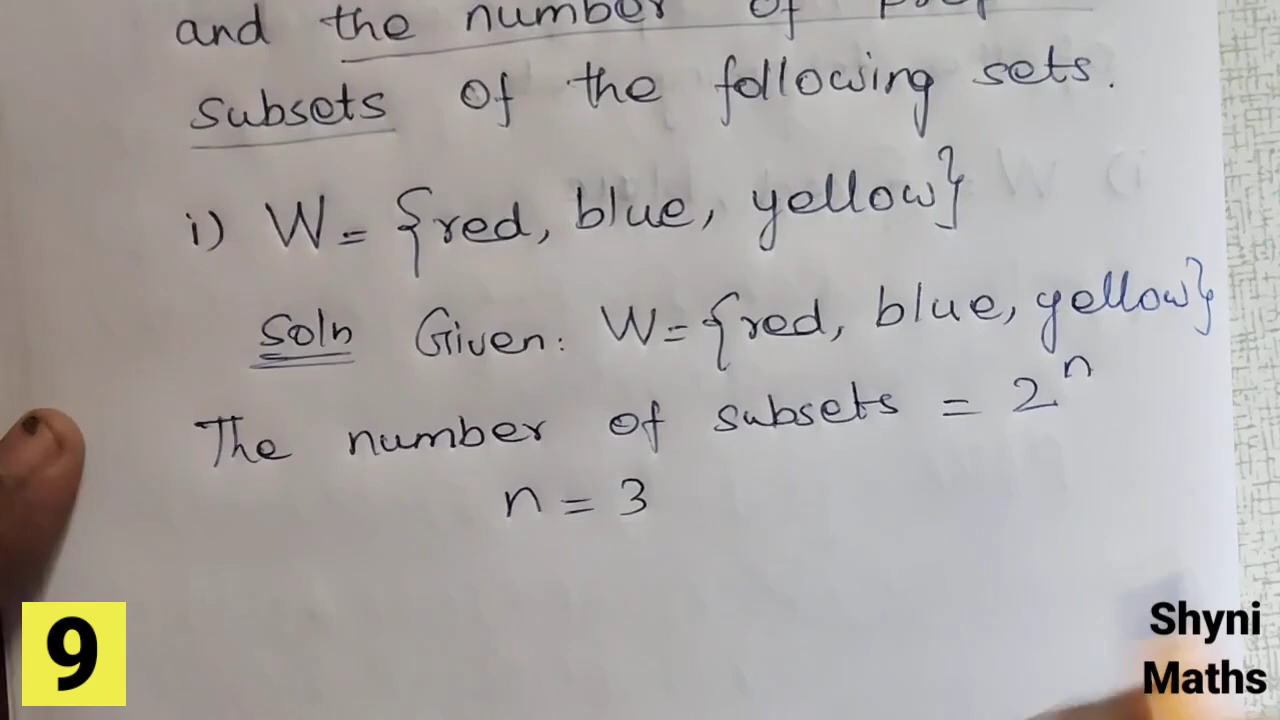 and the number of
subsets of the following sets.
i) W = {red, blue, yellow}
Soln Given: W = {red, blue, yellow}
The number of subsets = 2ⁿ
n = 3
9
Shyni
Maths